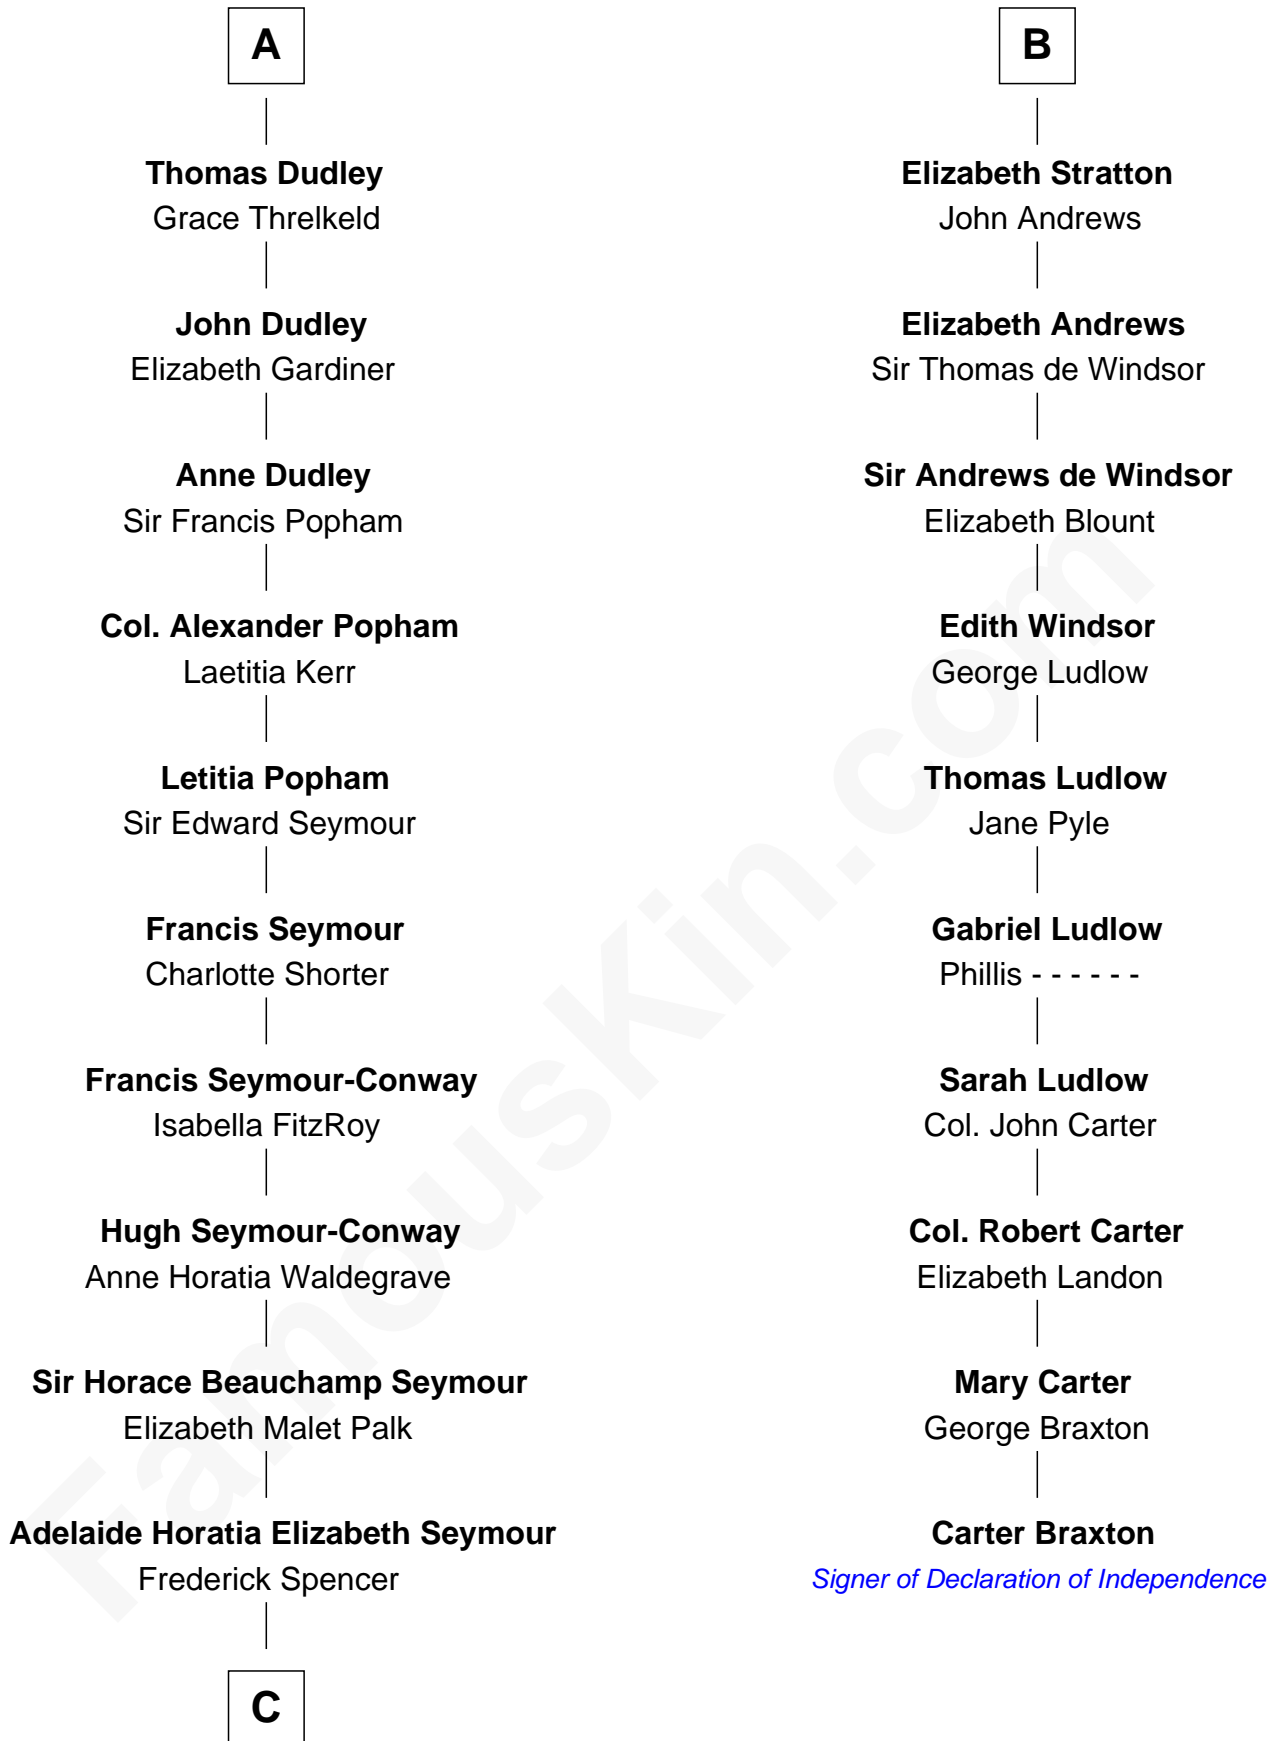 A
Thomas Dudley
Grace Threlkeld
John Dudley
Elizabeth Gardiner
Anne Dudley
Sir Francis Popham
Col. Alexander Popham
Laetitia Kerr
Letitia Popham
Sir Edward Seymour
Francis Seymour
Charlotte Shorter
Francis Seymour-Conway
Isabella FitzRoy
Hugh Seymour-Conway
Anne Horatia Waldegrave
Sir Horace Beauchamp Seymour
Elizabeth Malet Palk
Adelaide Horatia Elizabeth Seymour
Frederick Spencer
C
B
Elizabeth Stratton
John Andrews
Elizabeth Andrews
Sir Thomas de Windsor
Sir Andrews de Windsor
Elizabeth Blount
Edith Windsor
George Ludlow
Thomas Ludlow
Jane Pyle
Gabriel Ludlow
Phillis - - - - - -
Sarah Ludlow
Col. John Carter
Col. Robert Carter
Elizabeth Landon
Mary Carter
George Braxton
Carter Braxton
Signer of Declaration of Independence
FamousKin.com